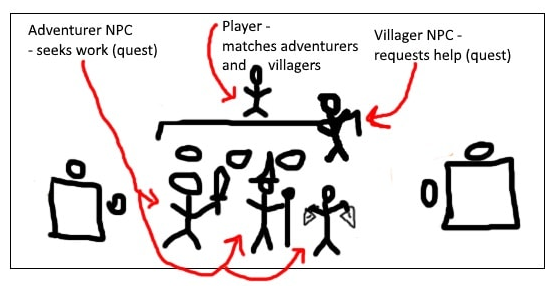 Adventurer NPC
- seeks work (quest)
Player -
matches adventurers
and villagers
Villager NPC -
requests help (quest)